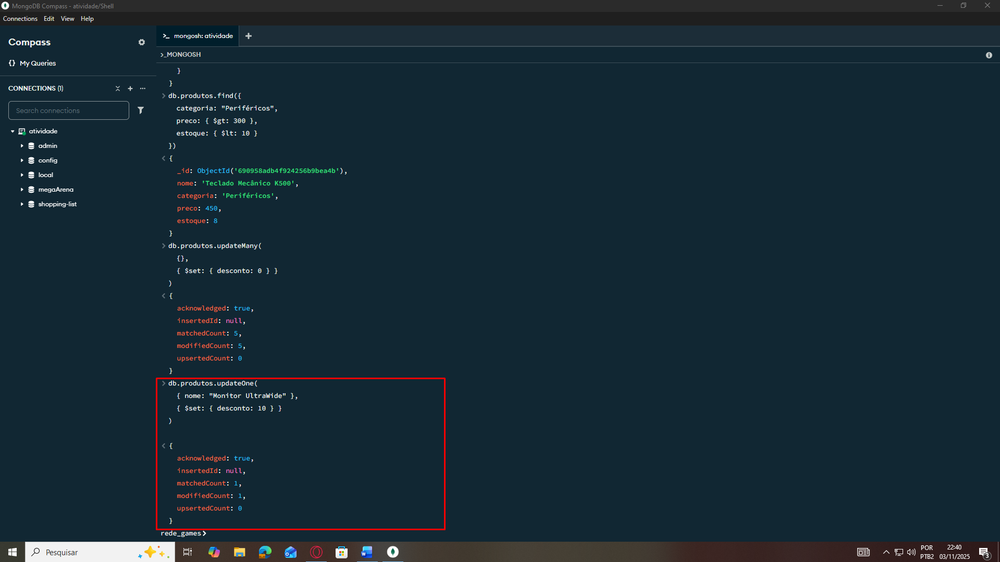 MongoDB Compass - atividade/Shell
Connections Edit View Help
Compass
{} My Queries
CONNECTIONS (1)
Search connections
atividade
admin
config
local
megaArena
shopping-list
>_ mongosh: atividade
>_MONGOSH
}
}
db.produtos.find({
categoria: "Periféricos",
preco: { $gt: 300 },
estoque: { $lt: 10 }
})
{
_id: ObjectId('690958adb4f924256b9bea4b'),
nome: 'Teclado Mecânico K500',
categoria: 'Periféricos',
preco: 450,
estoque: 8
}
db.produtos.updateMany(
{},
{ $set: { desconto: 0 } }
)
{
acknowledged: true,
insertedId: null,
matchedCount: 5,
modifiedCount: 5,
upsertedCount: 0
}
db.produtos.updateOne(
{ nome: "Monitor UltraWide" },
{ $set: { desconto: 10 } }
)
{
acknowledged: true,
insertedId: null,
matchedCount: 1,
modifiedCount: 1,
upsertedCount: 0
}
rede_games>
Pesquisar
POR
PTB2
22:40
03/11/2025
3